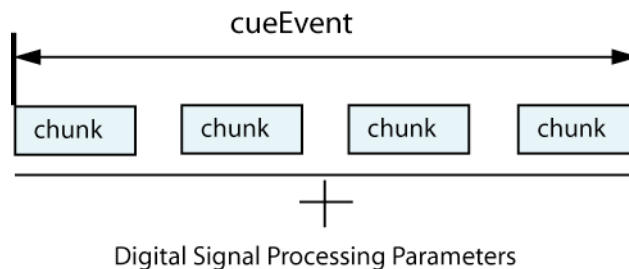 cueEvent
chunk chunk chunk chunk
Digital Signal Processing Parameters